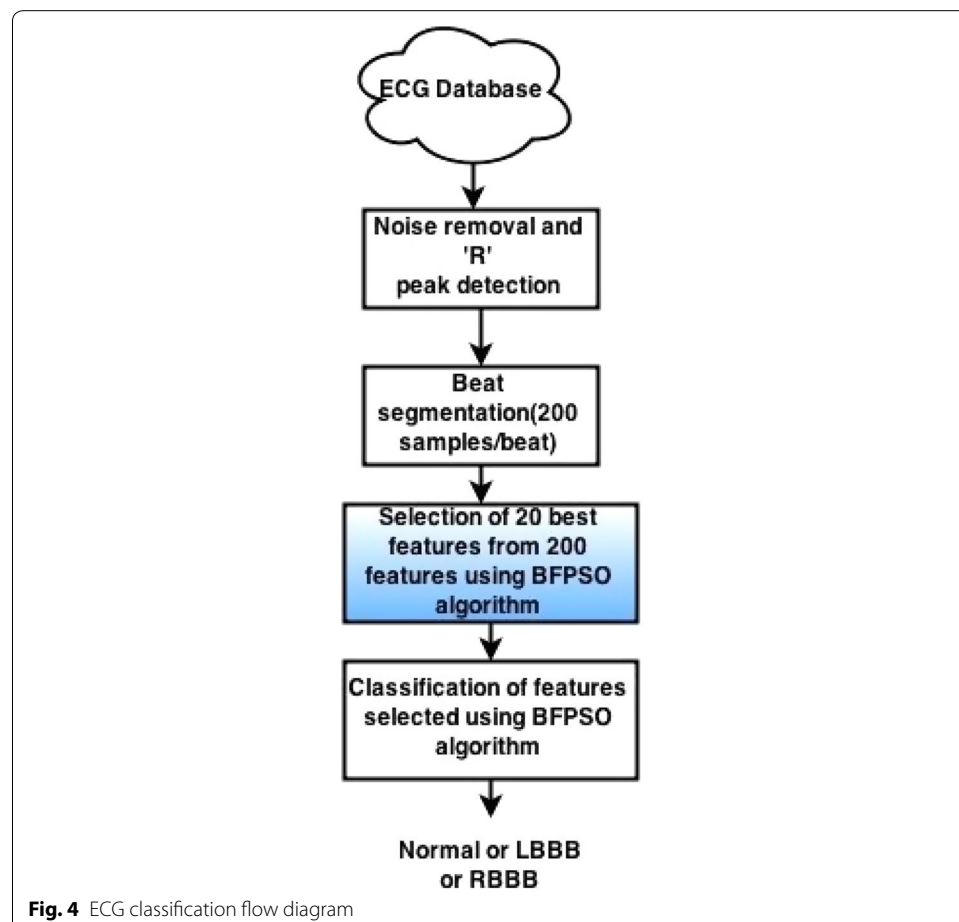 ECG Database
Noise removal and
'R'
peak detection
Beat
segmentation(200
samples/beat)
Selection of 20 best
features from 200
features using BFPSO
algorithm
Classification of features
selected using BFPSO
algorithm
Normal or LBBB
or RBBB
Fig. 4 ECG classification flow diagram